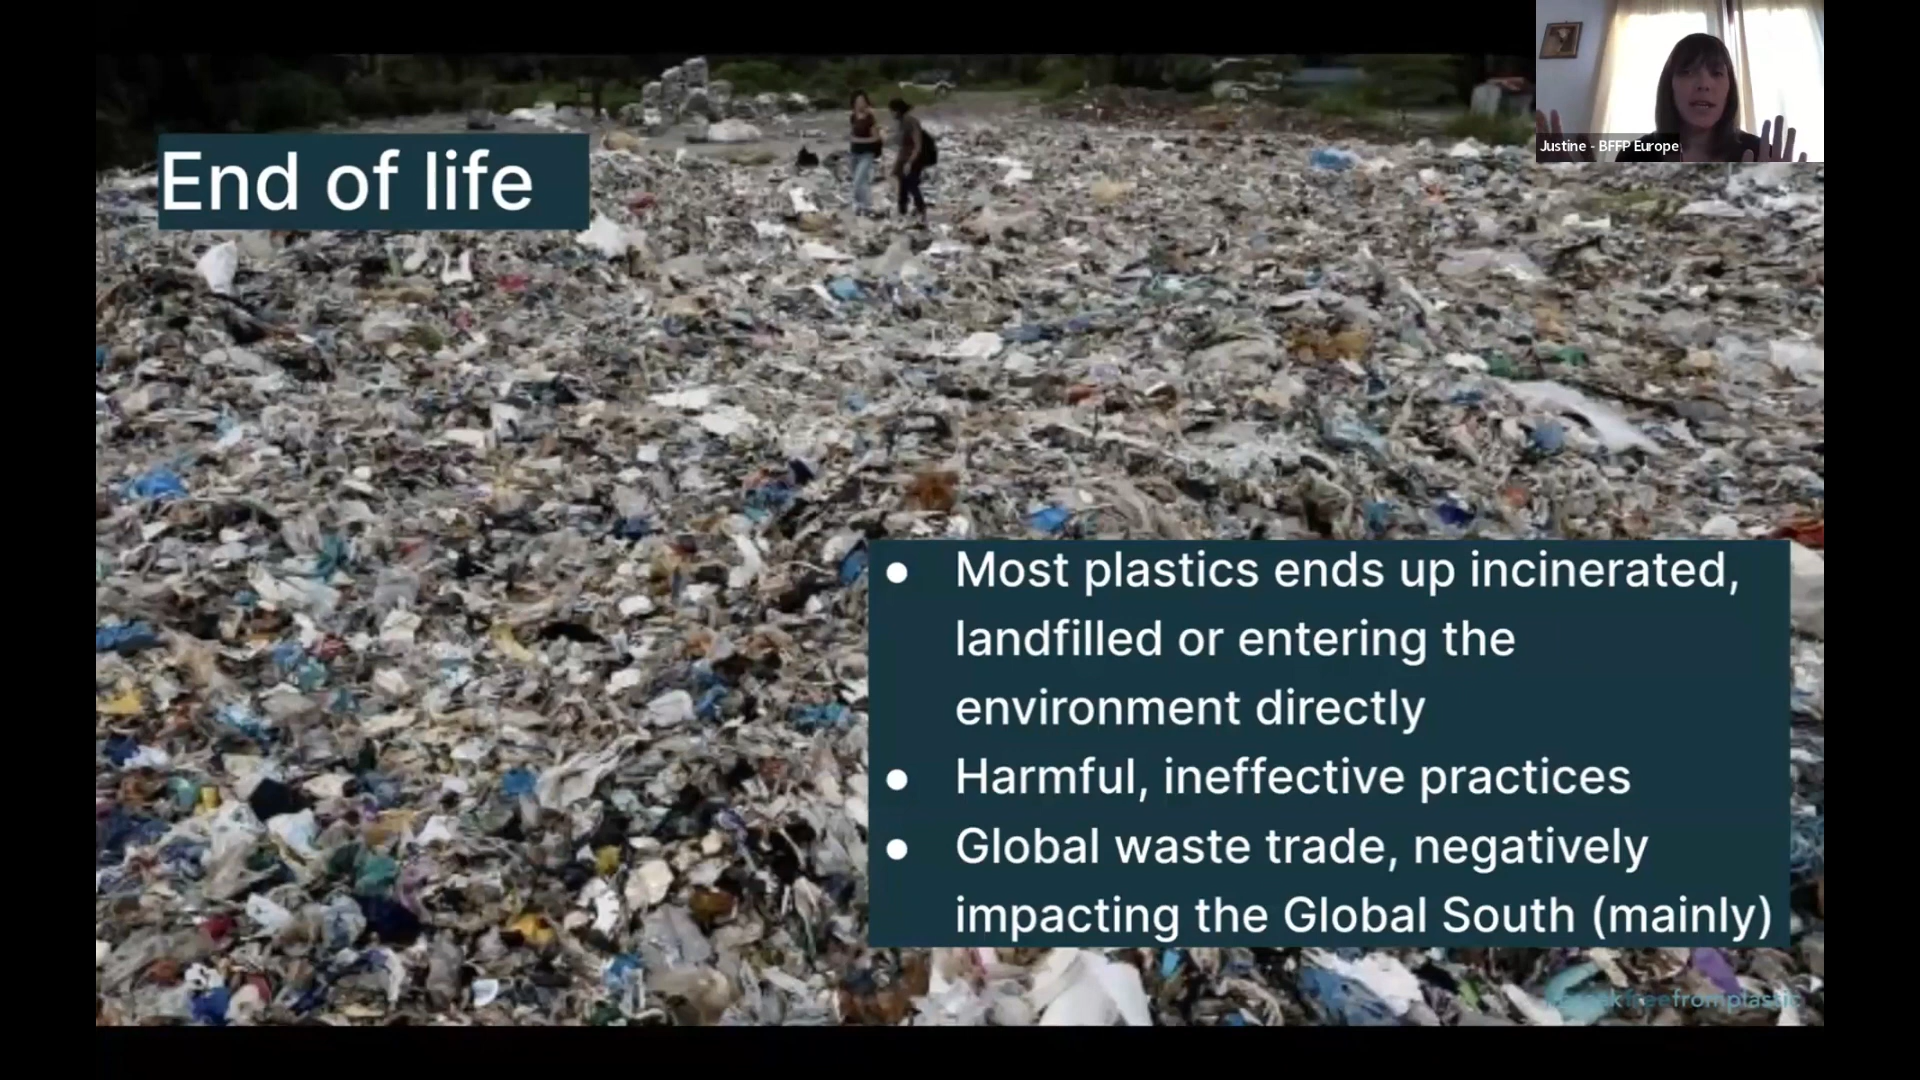 Justine - BFFP Europe
End of life
● Most plastics ends up incinerated,
landfilled or entering the
environment directly
● Harmful, ineffective practices
● Global waste trade, negatively
impacting the Global South (mainly)
breakfreefromplastic